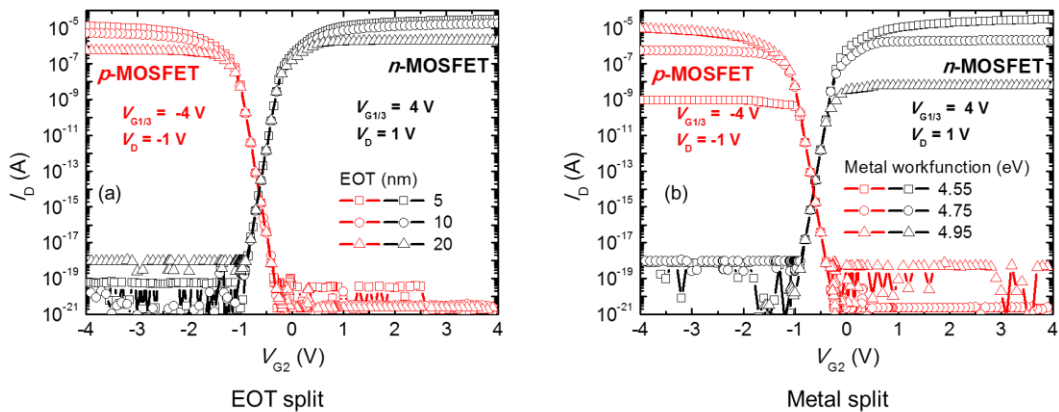 10⁻⁵
10⁻⁷
10⁻⁹
10⁻¹¹
10⁻¹³
10⁻¹⁵
10⁻¹⁷
10⁻¹⁹
10⁻²¹
I_D (A)
p-MOSFET
n-MOSFET
V_G1/3 = -4 V
V_D = -1 V
V_G1/3 = 4 V
V_D = 1 V
(a)
EOT (nm)
5
10
20
-4 -3 -2 -1 0 1 2 3 4
V_G2 (V)
EOT split
10⁻⁵
10⁻⁷
10⁻⁹
10⁻¹¹
10⁻¹³
10⁻¹⁵
10⁻¹⁷
10⁻¹⁹
10⁻²¹
I_D (A)
p-MOSFET
n-MOSFET
V_G1/3 = -4 V
V_D = -1 V
V_G1/3 = 4 V
V_D = 1 V
(b)
Metal workfunction (eV)
4.55
4.75
4.95
-4 -3 -2 -1 0 1 2 3 4
V_G2 (V)
Metal split